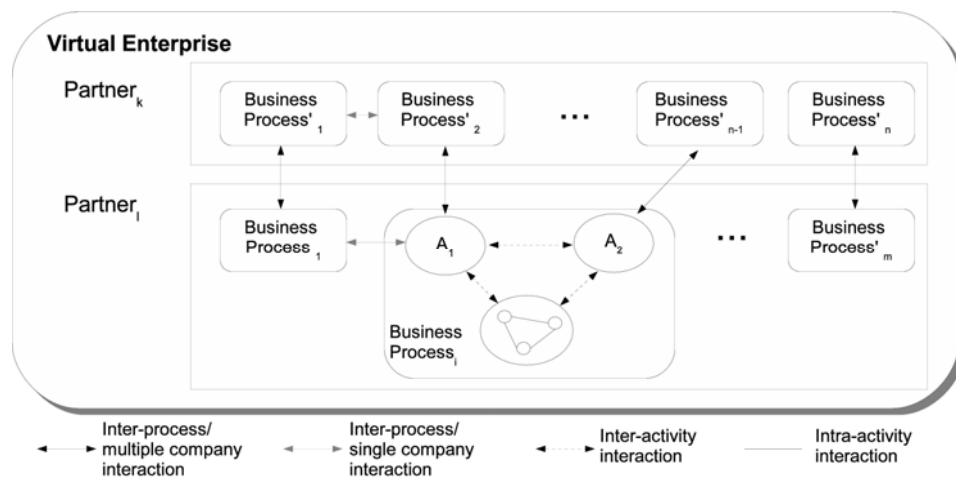 Virtual Enterprise
Partner k
Business
Process' 1
Business
Process' 2
...
Business
Process' n-1
Business
Process' n
Partner l
Business
Process 1
A 1
A 2
...
Business
Process' m
Business
Process i
Inter-process/
multiple company
interaction
Inter-process/
single company
interaction
Inter-activity
interaction
Intra-activity
interaction